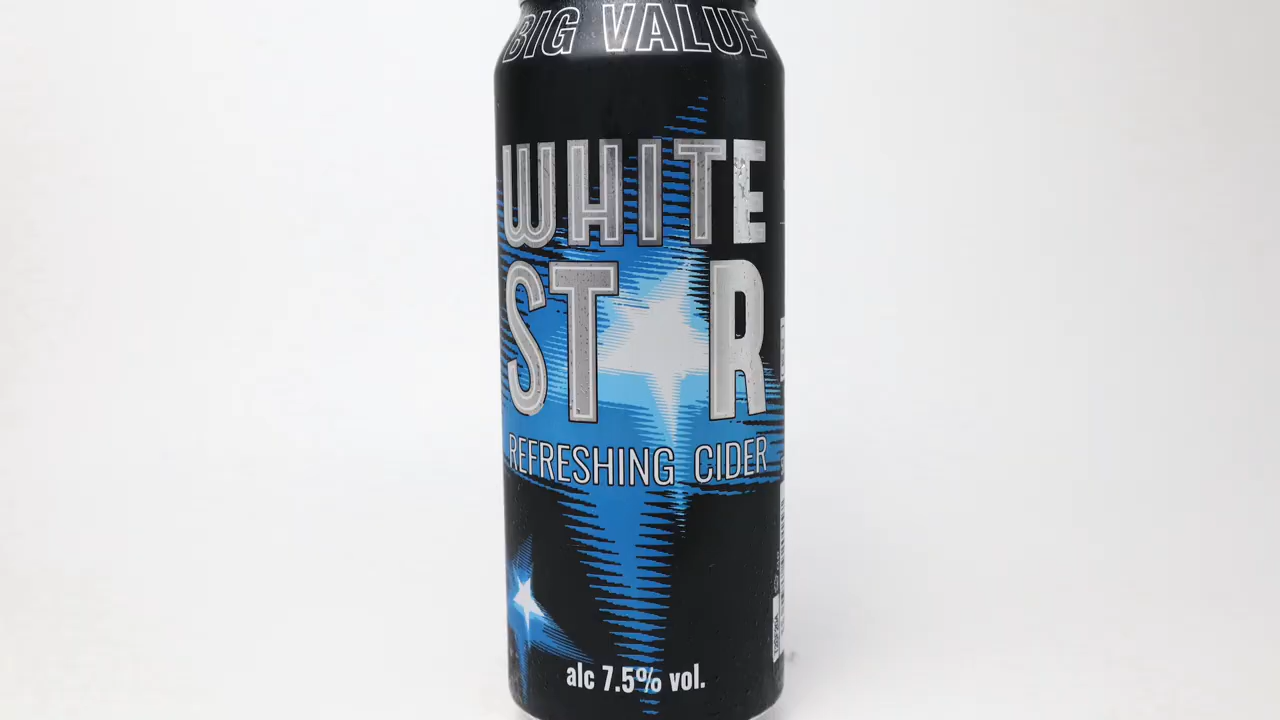 BIG VALUE
WHITE
ST★R
REFRESHING CIDER
alc 7.5% vol.